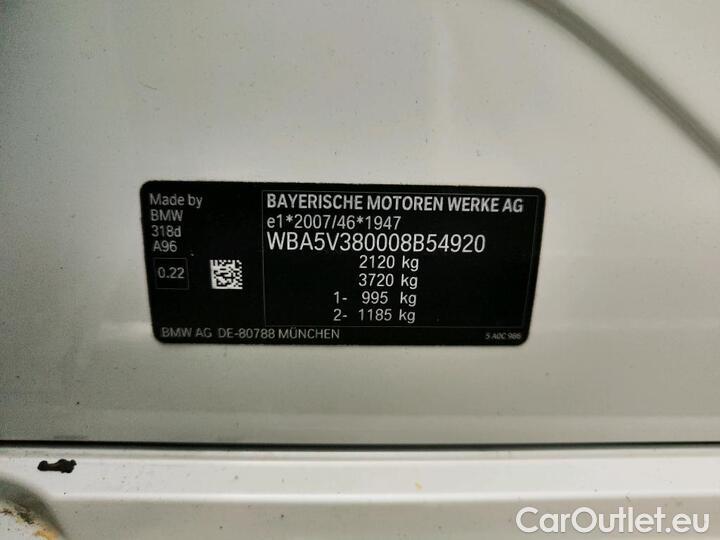 Made by
BMW
318d
A96
0.22
BAYERISCHE MOTOREN WERKE AG
e1*2007/46*1947
WBA5V380008B54920
2120 kg
3720 kg
1- 995 kg
2- 1185 kg
BMW AG DE-80788 MÜNCHEN
5 A0C 986
CarOutlet.eu